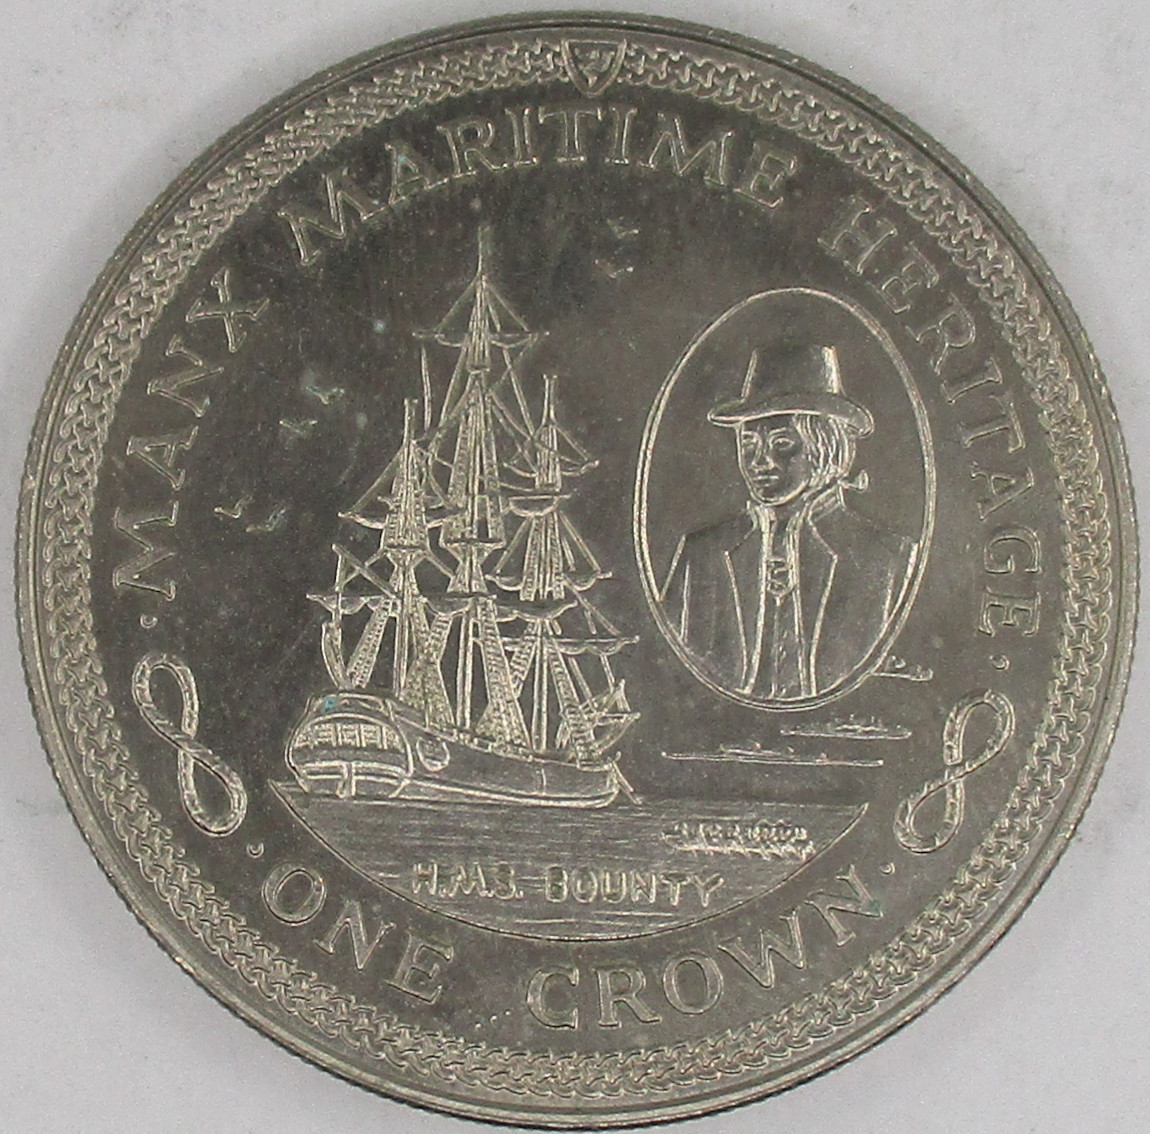 MANX MARITIME HERITAGE
H.M.S. BOUNTY
ONE CROWN